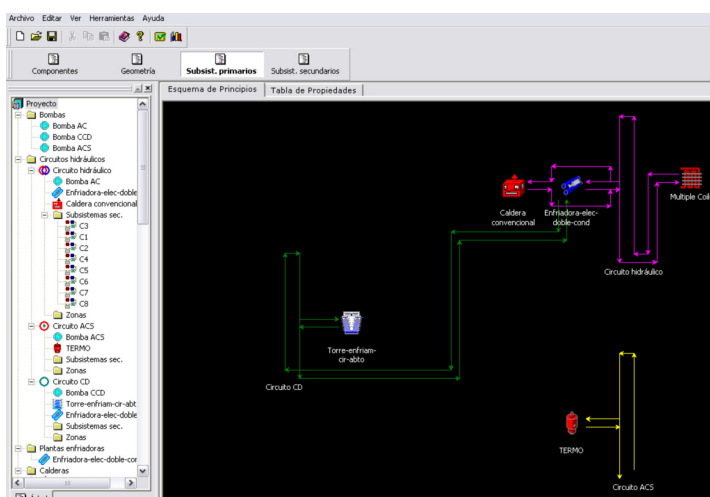 Archivo Editar Ver Herramientas Ayuda
Componentes
Geometría
Subsist. primarios
Subsist. secundarios
Esquema de Principios
Tabla de Propiedades
Proyecto
Bombas
Bomba AC
Bomba CCD
Bomba ACS
Circuitos hidráulicos
Circuito hidráulico
Bomba AC
Enfriadora-elec-doble
Caldera convencional
Subsistemas sec.
C3
C1
C2
C4
C5
C6
C7
C8
Zonas
Circuito ACS
Bomba ACS
TERMO
Subsistemas sec.
Zonas
Circuito CD
Bomba CCD
Torre-enfriam-cir-abt
Enfriadora-elec-doble
Subsistemas sec.
Zonas
Plantas enfriadoras
Enfriadora-elec-doble-cor
Calderas
Caldera
convencional
Enfriadora-elec-
doble-cond
Multiple Coil
Circuito hidráulico
Torre-enfriam-
cir-abto
Circuito CD
TERMO
Circuito ACS